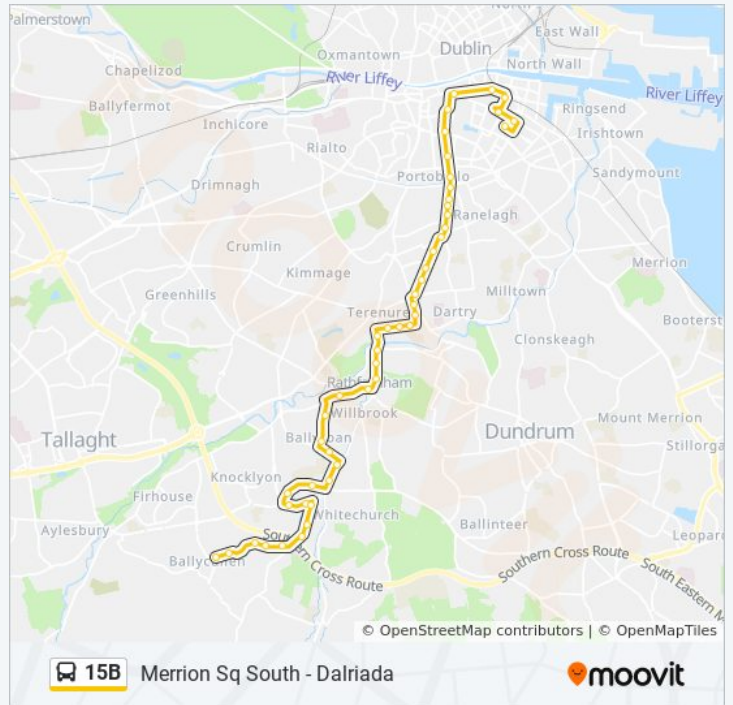 Palmerstown
North
East Wall
Dublin
Oxmantown
North Wall
Chapelizod
River Liffey
River Liffey
Ballyfermot
Ringsend
Inchicore
Irishtown
Rialto
Portobello
Sandymount
Drimnagh
Ranelagh
Crumlin
Merrion
Kimmage
Milltown
Greenhills
Terenure
Dartry
Booterst
Clonskeagh
Rathfarnham
Willbrook
Mount Merrion
Tallaght
Ballyboan
Dundrum
Stillorga
Knocklyon
Firhouse
Whitechurch
Ballinteer
Aylesbury
Leopar
Southern Cross Route
Southern Cross Route
Ballycullen
South Eastern M
© OpenStreetMap contributors | © OpenMapTiles
15B Merrion Sq South - Dalriada
moovit